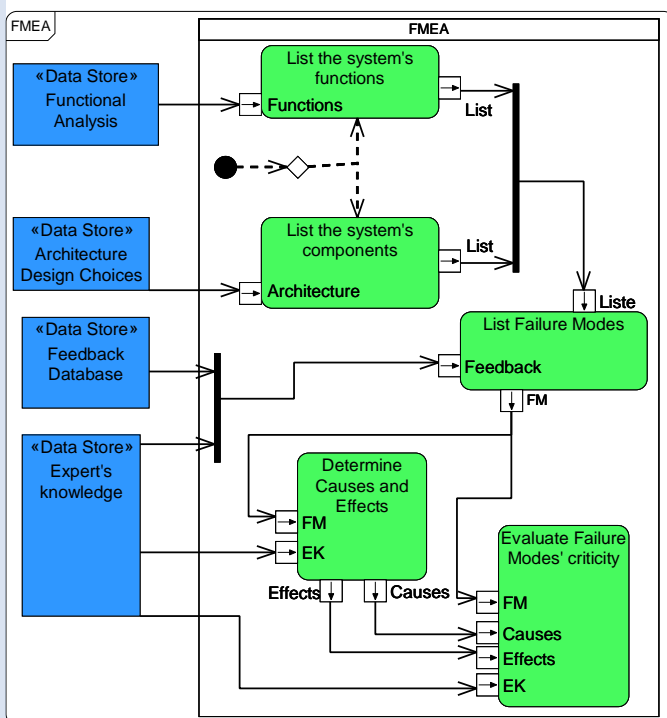 FMEA
FMEA
«Data Store»
Functional
Analysis
List the system's
functions
Functions
List
«Data Store»
Architecture
Design Choices
List the system's
components
Architecture
List
«Data Store»
Feedback
Database
Liste
List Failure Modes
Feedback
FM
«Data Store»
Expert's
knowledge
Determine
Causes and
Effects
FM
EK
Effects
Causes
Evaluate Failure
Modes' criticity
FM
Causes
Effects
EK